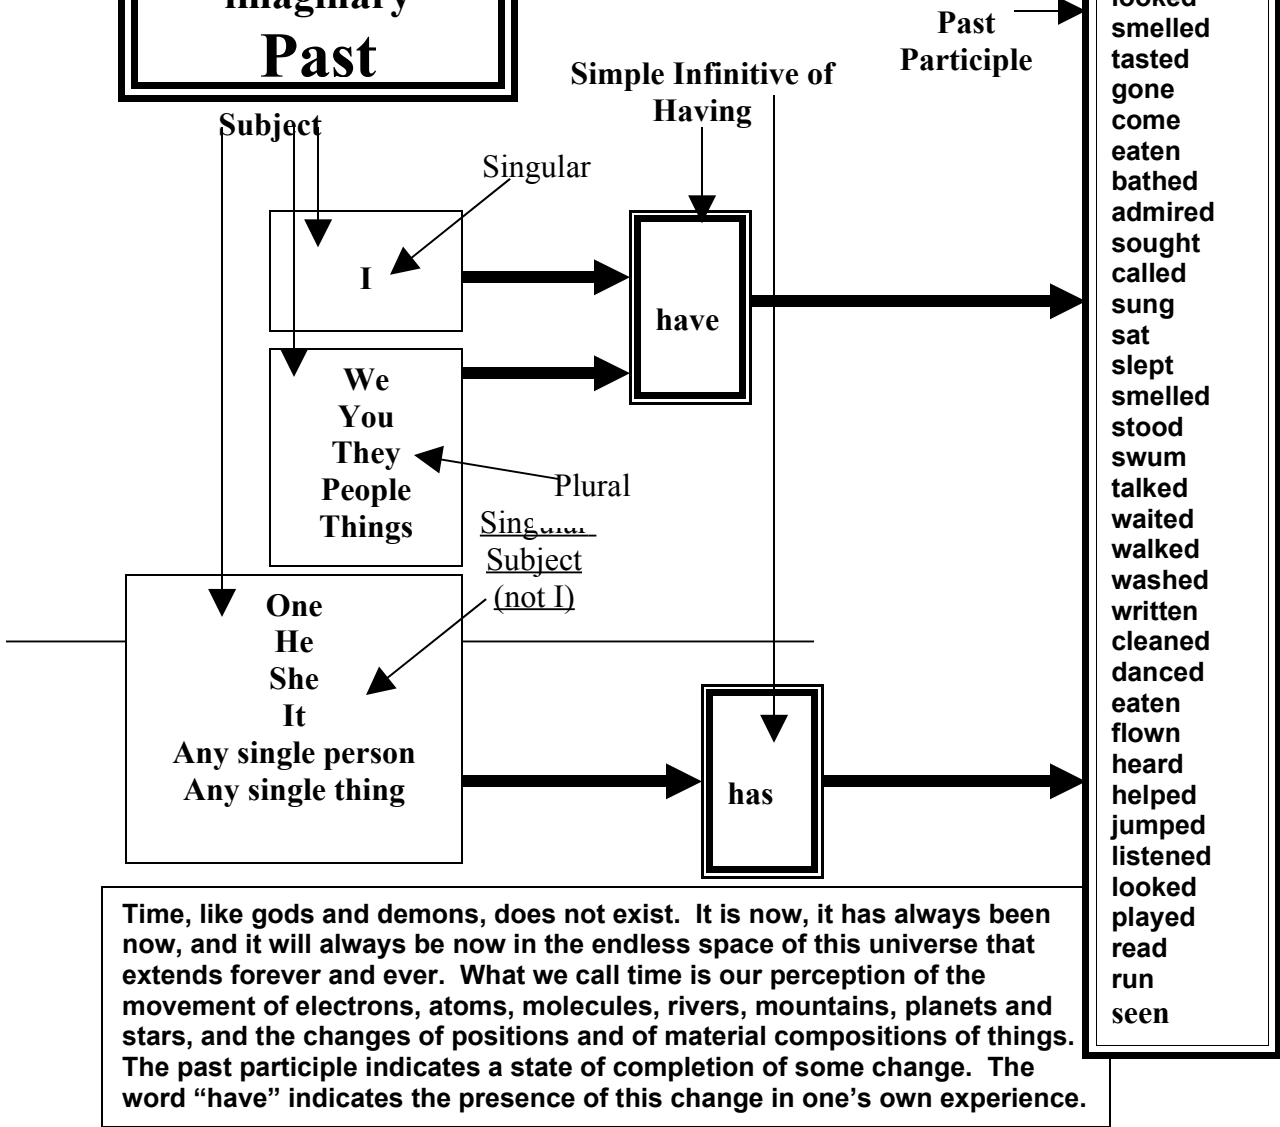 Imaginary
Past
Past
Participle
Simple Infinitive of
Having
Subject
Singular
I
have
We
You
They
People
Things
Plural
Singular
Subject
(not I)
One
He
She
It
Any single person
Any single thing
has
looked
smelled
tasted
gone
come
eaten
bathed
admired
sought
called
sung
sat
slept
smelled
stood
swum
talked
waited
walked
washed
written
cleaned
danced
eaten
flown
heard
helped
jumped
listened
looked
played
read
run
seen
Time, like gods and demons, does not exist.  It is now, it has always been
now, and it will always be now in the endless space of this universe that
extends forever and ever.  What we call time is our perception of the
movement of electrons, atoms, molecules, rivers, mountains, planets and
stars, and the changes of positions and of material compositions of things.
The past participle indicates a state of completion of some change.  The
word “have” indicates the presence of this change in one’s own experience.